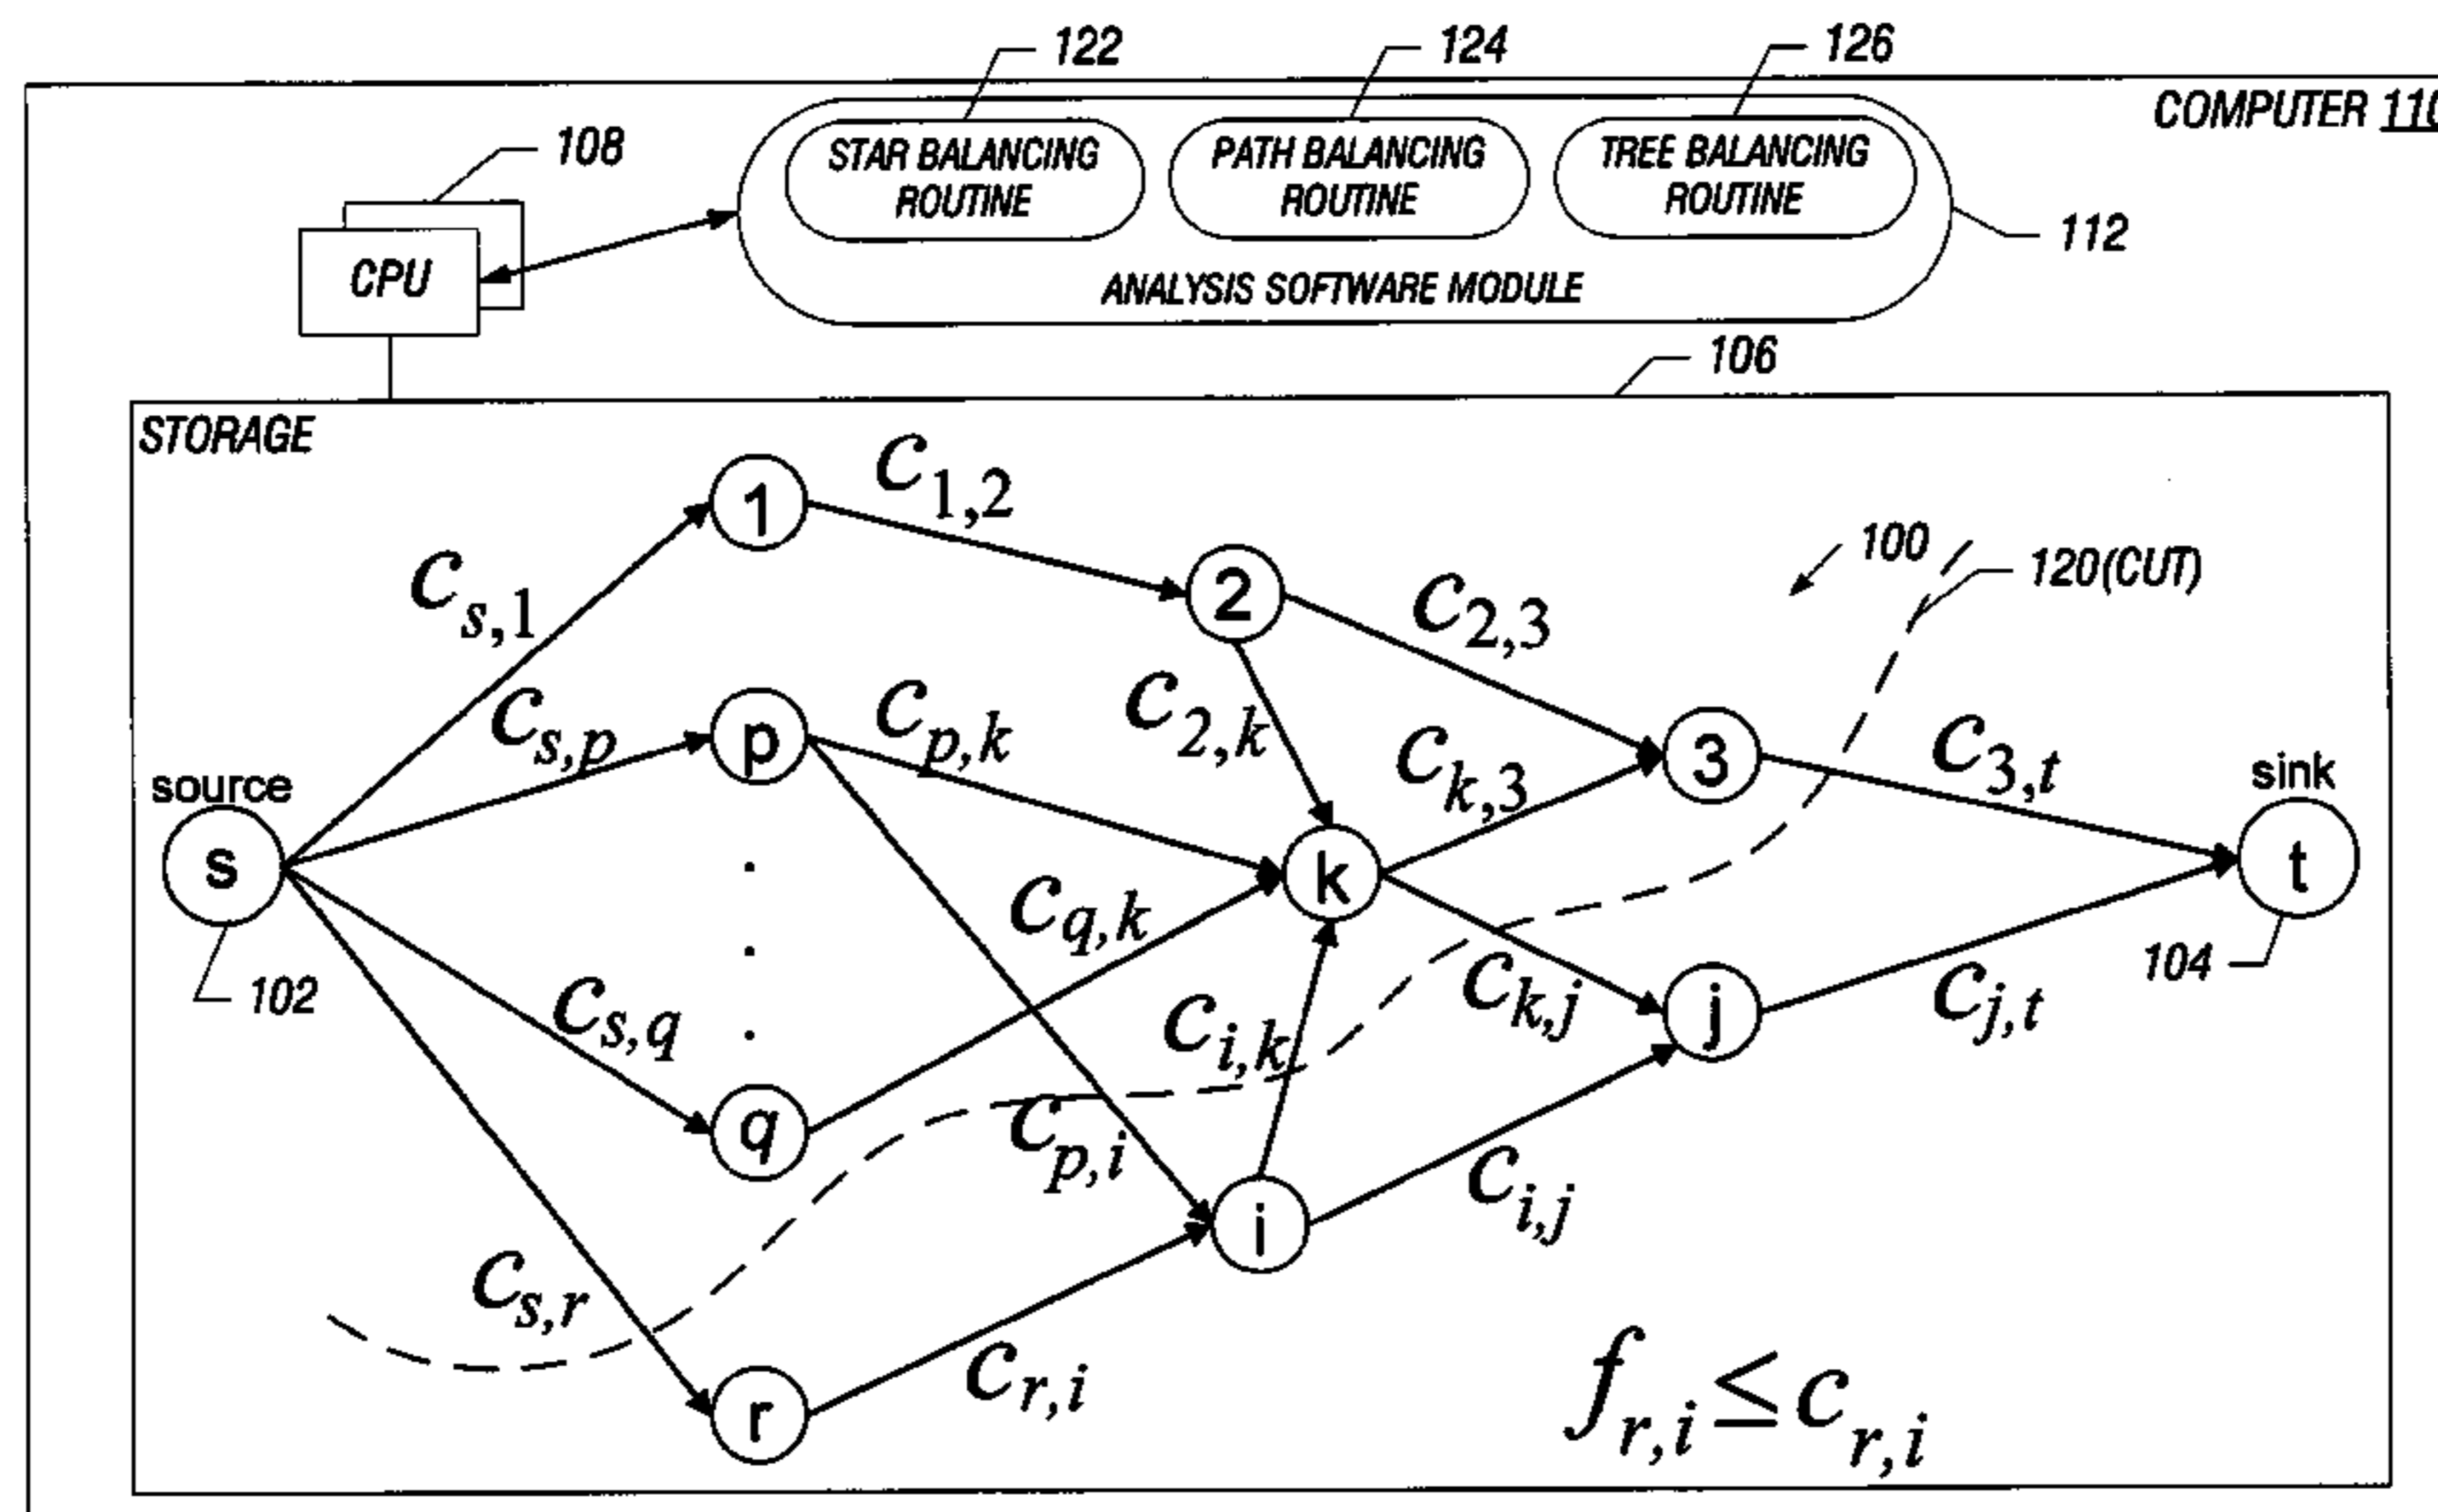 122
124
126
COMPUTER
108
STAR BALANCING
ROUTINE
PATH BALANCING
ROUTINE
TREE BALANCING
ROUTINE
112
CPU
ANALYSIS SOFTWARE MODULE
106
STORAGE
c1,2
1
100
120(CUT)
cs,1
2
c2,3
cs,p
p
cp,k
c2,k
ck,3
3
c3,t
source
sink
s
k
t
cq,k
102
104
cs,q
ci,k
ck,j
j
cj,t
q
cp,i
ci,j
i
cs,r
cr,i
r
fr,i ≤ cr,i